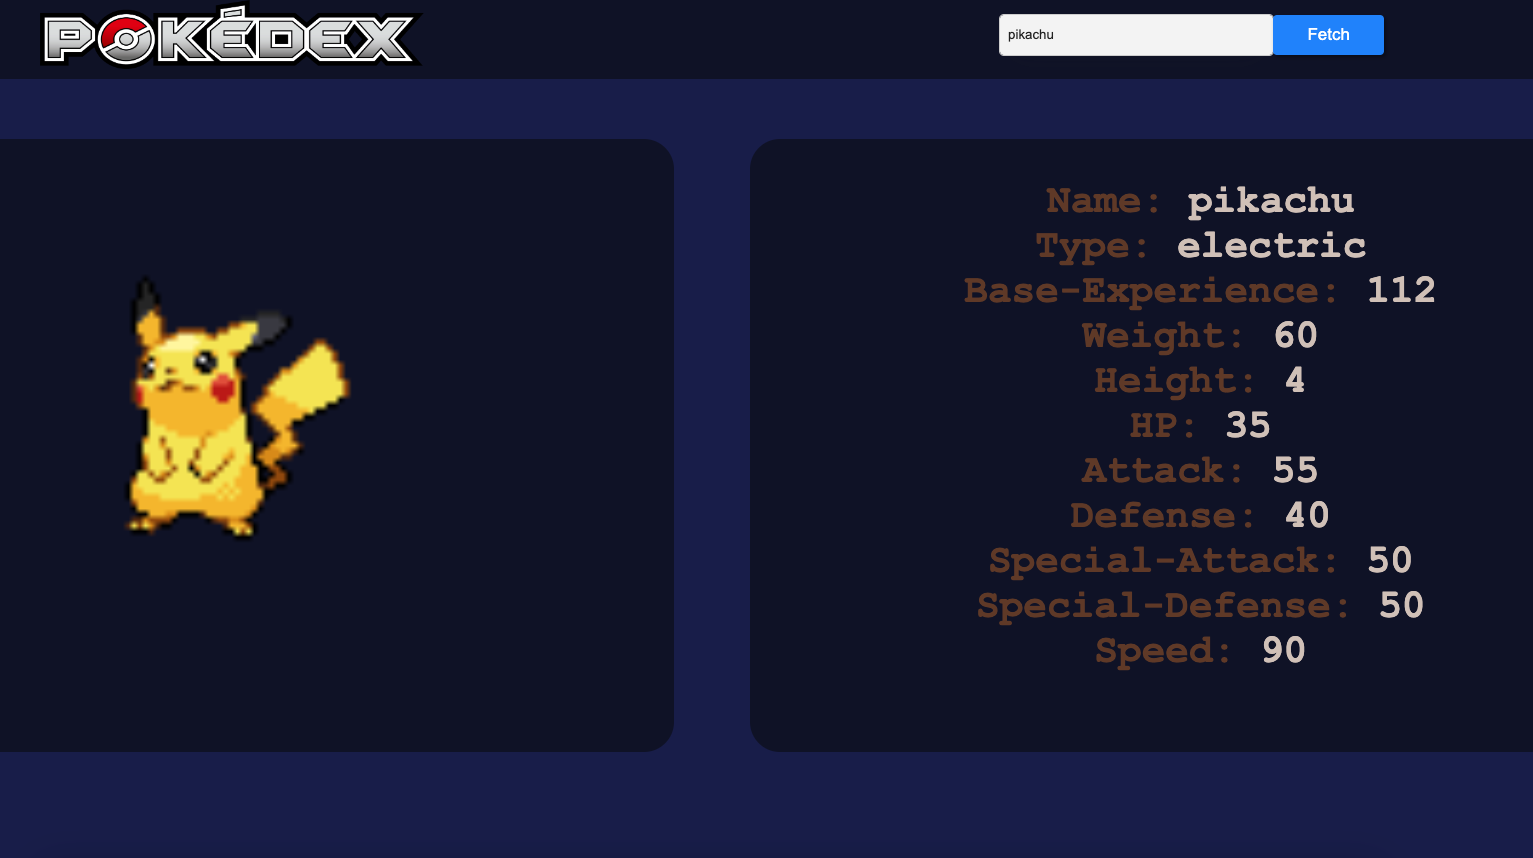 POKÉDEX
pikachu
Fetch
Name: pikachu
Type: electric
Base-Experience: 112
Weight: 60
Height: 4
HP: 35
Attack: 55
Defense: 40
Special-Attack: 50
Special-Defense: 50
Speed: 90